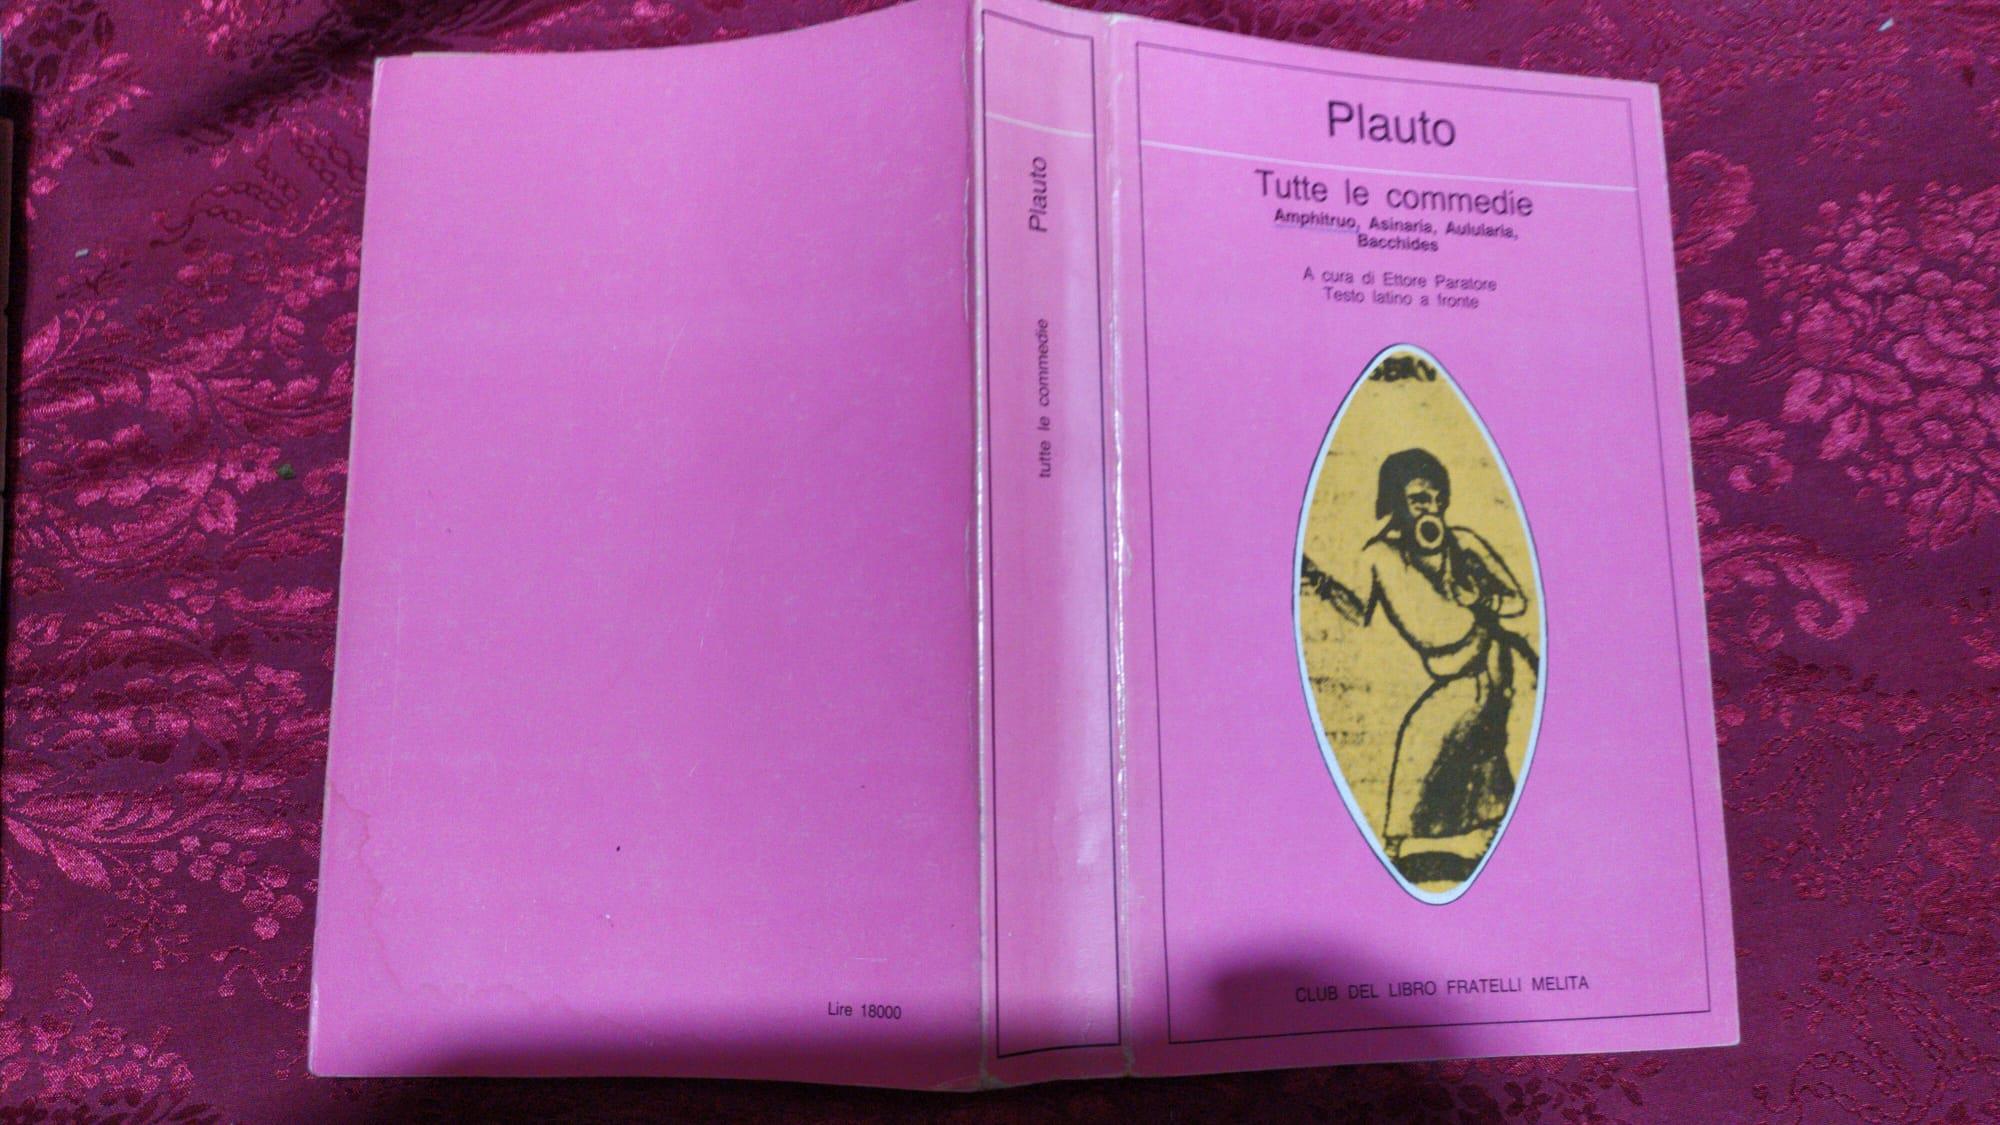 Plauto
Tutte le commedie
Amphitruo, Asinaria, Aulularia,
Bacchides
A cura di Ettore Paratore
Testo latino a fronte
CLUB DEL LIBRO FRATELLI MELITA
Plauto
tutte le commedie
Lire 18000